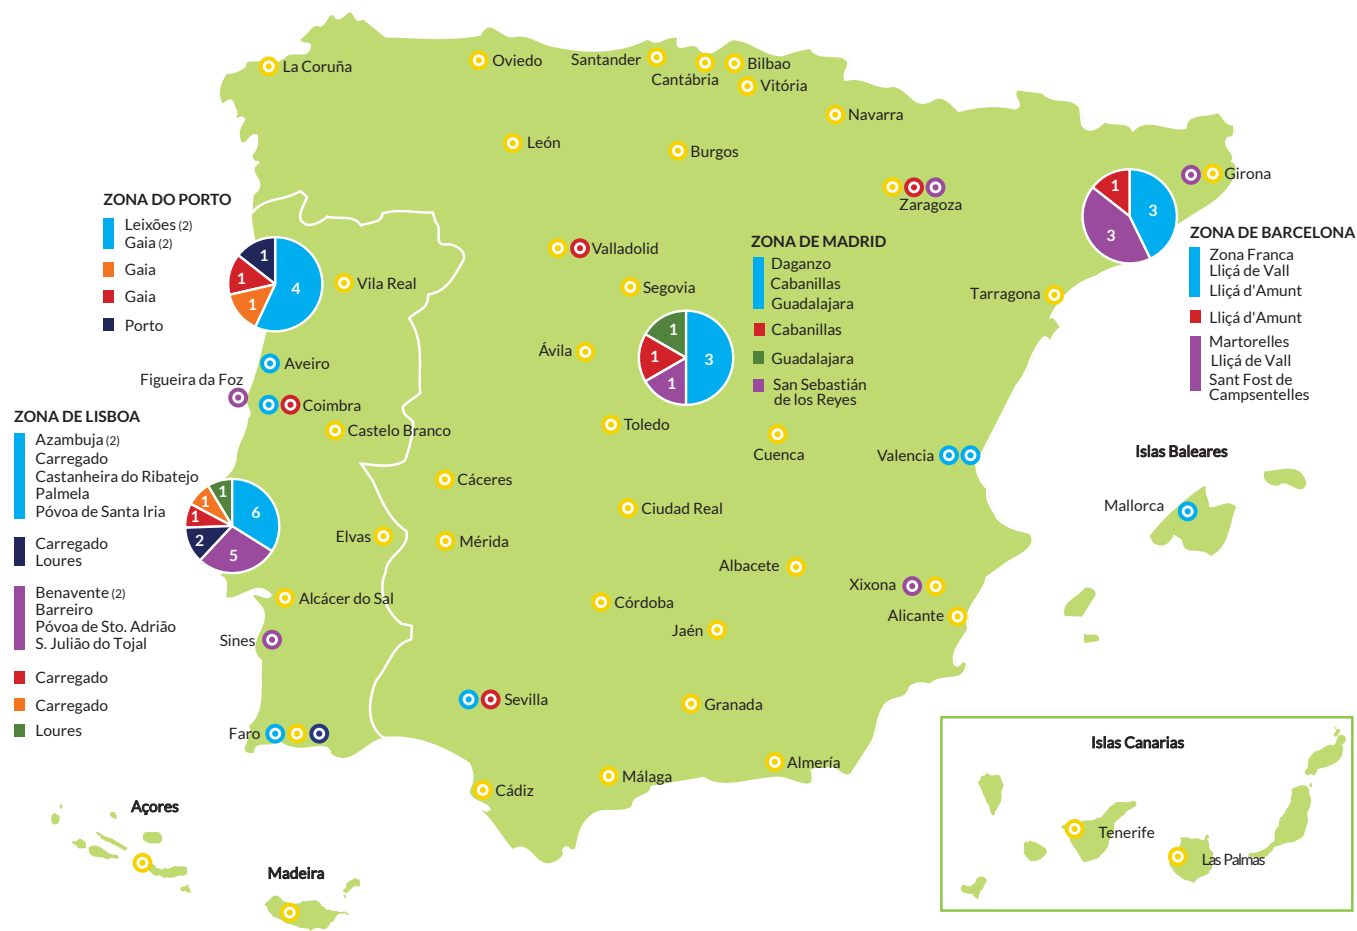 La Coruña
Oviedo
Santander
Cantábria
Bilbao
Vitória
Navarra
León
Burgos
Zaragoza
Girona
ZONA DO PORTO
Leixões (2)
Gaia (2)
Gaia
Gaia
Porto
1
1
1
4
Vila Real
Valladolid
Segovia
Ávila
ZONA DE MADRID
Daganzo
Cabanillas
Guadalajara
Cabanillas
Guadalajara
San Sebastián
de los Reyes
1
1
1
3
1
3
3
ZONA DE BARCELONA
Zona Franca
Lliçá de Vall
Lliçá d'Amunt
Lliçá d'Amunt
Martorelles
Lliçá de Vall
Sant Fost de
Campsentelles
Tarragona
Aveiro
Figueira da Foz
Coimbra
Castelo Branco
ZONA DE LISBOA
Azambuja (2)
Carregado
Castanheira do Ribatejo
Palmela
Póvoa de Santa Iria
Carregado
Loures
Benavente (2)
Barreiro
Póvoa de Sto. Adrião
S. Julião do Tojal
Carregado
Carregado
Loures
1
1
1
2
5
6
Toledo
Cuenca
Valencia
Islas Baleares
Mallorca
Cáceres
Ciudad Real
Elvas
Mérida
Albacete
Xixona
Alicante
Alcácer do Sal
Córdoba
Jaén
Sines
Sevilla
Granada
Faro
Almería
Málaga
Cádiz
Açores
Madeira
Islas Canarias
Tenerife
Las Palmas